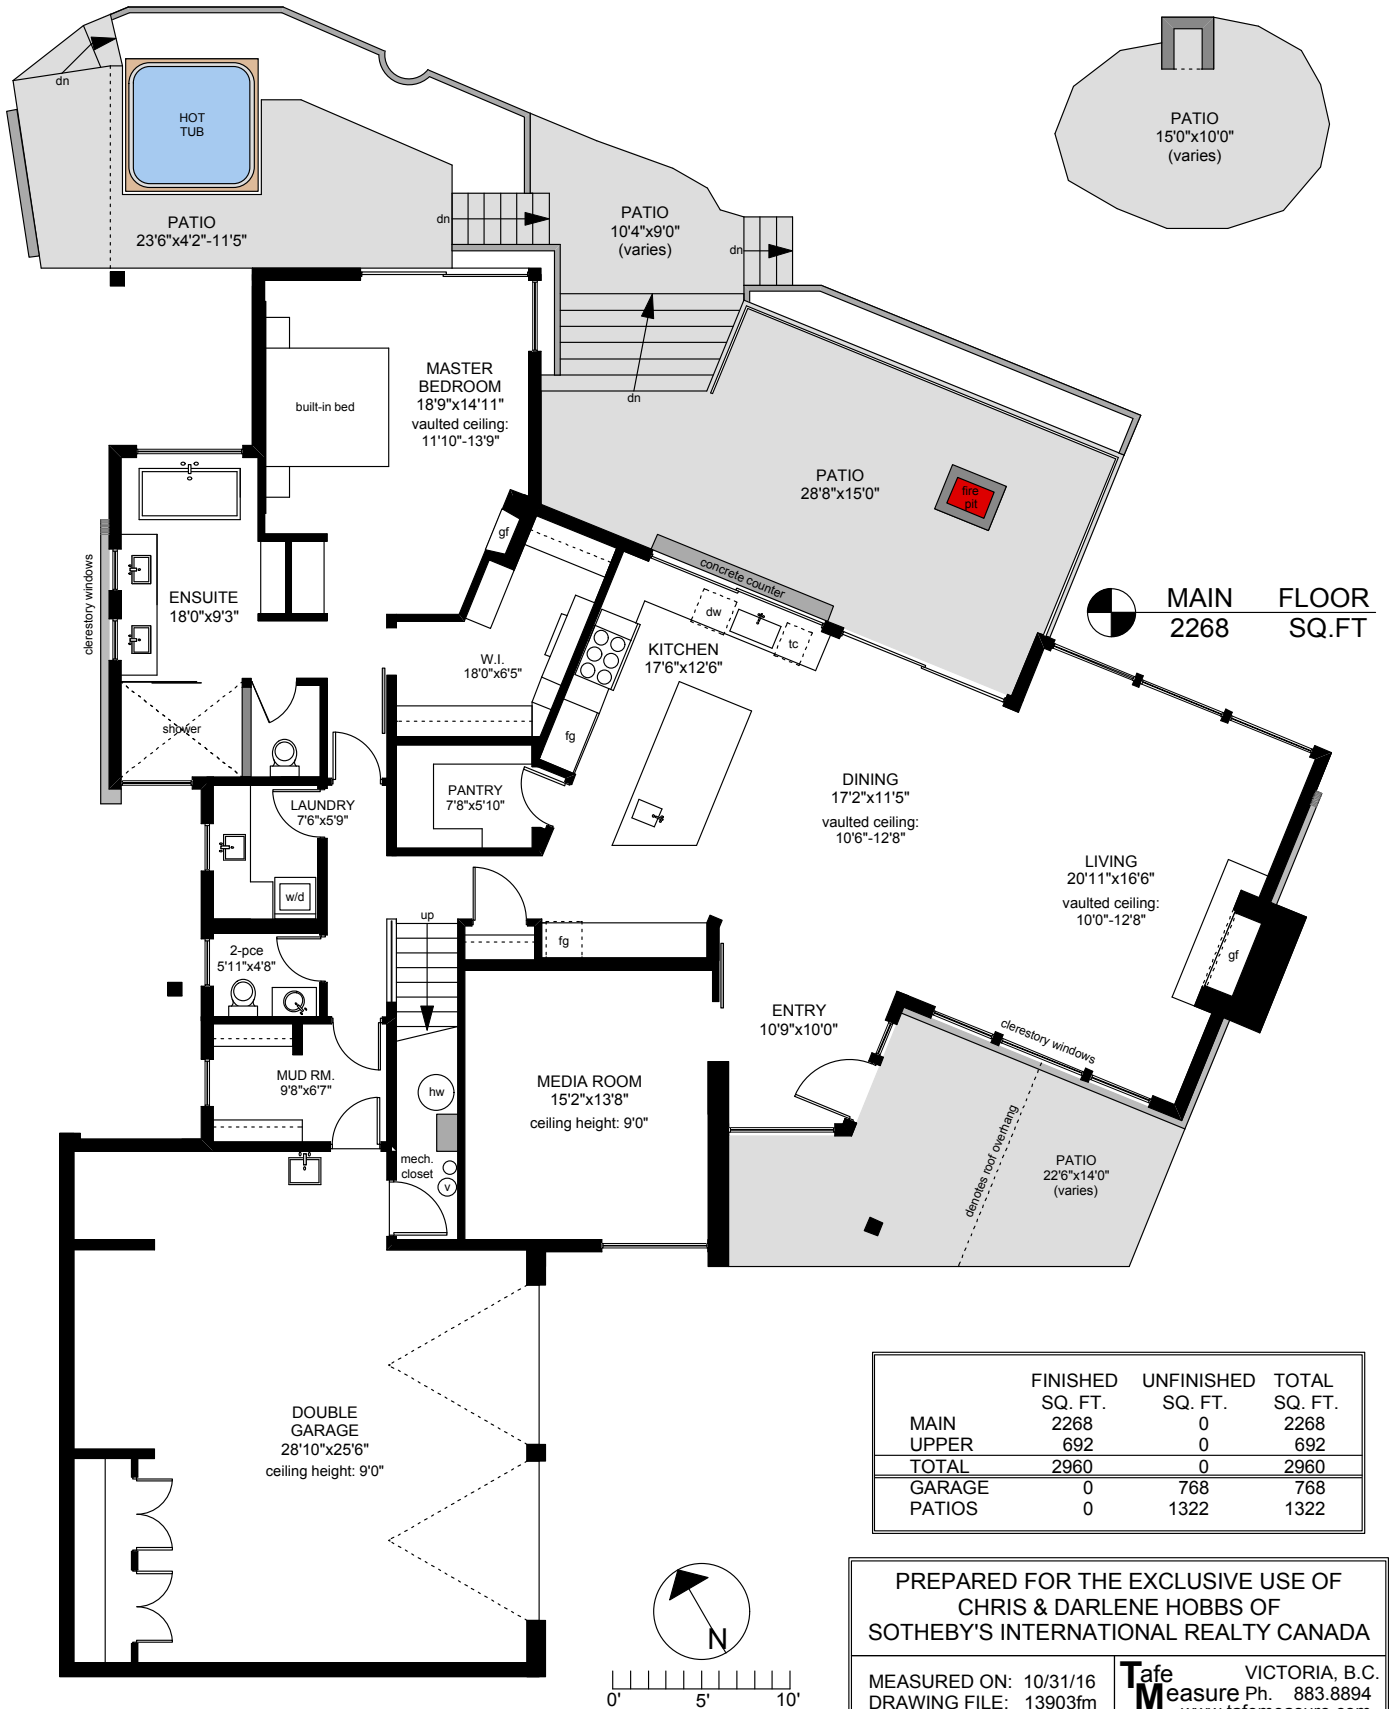 dn
HOT
TUB
PATIO
23'6"x4'2"-11'5"
dn
PATIO
10'4"x9'0"
(varies)
dn
PATIO
15'0"x10'0"
(varies)
dn
MASTER
BEDROOM
18'9"x14'11"
vaulted ceiling:
11'10"-13'9"
built-in bed
PATIO
28'8"x15'0"
fire
pit
gf
concrete counter
clerestory windows
ENSUITE
18'0"x9'3"
dw
tc
MAIN FLOOR
2268 SQ.FT
KITCHEN
17'6"x12'6"
W.I.
18'0"x6'5"
shower
fg
PANTRY
7'8"x5'10"
LAUNDRY
7'6"x5'9"
w/d
DINING
17'2"x11'5"
vaulted ceiling:
10'6"-12'8"
LIVING
20'11"x16'6"
vaulted ceiling:
10'0"-12'8"
gf
up
fg
2-pce
5'11"x4'8"
ENTRY
10'9"x10'0"
clerestory windows
MUD RM.
9'8"x6'7"
hw
MEDIA ROOM
15'2"x13'8"
ceiling height: 9'0"
mech.
closet
v
denotes roof overhang
PATIO
22'6"x14'0"
(varies)
DOUBLE
GARAGE
28'10"x25'6"
ceiling height: 9'0"
FINISHED UNFINISHED TOTAL
SQ. FT. SQ. FT. SQ. FT.
MAIN 2268 0 2268
UPPER 692 0 692
TOTAL 2960 0 2960
GARAGE 0 768 768
PATIOS 0 1322 1322
N
0' 5' 10'
PREPARED FOR THE EXCLUSIVE USE OF
CHRIS & DARLENE HOBBS OF
SOTHEBY'S INTERNATIONAL REALTY CANADA
MEASURED ON: 10/31/16
DRAWING FILE: 13903fm
Tafe Measure
VICTORIA, B.C.
Ph. 883.8894
www.tafemeasure.com